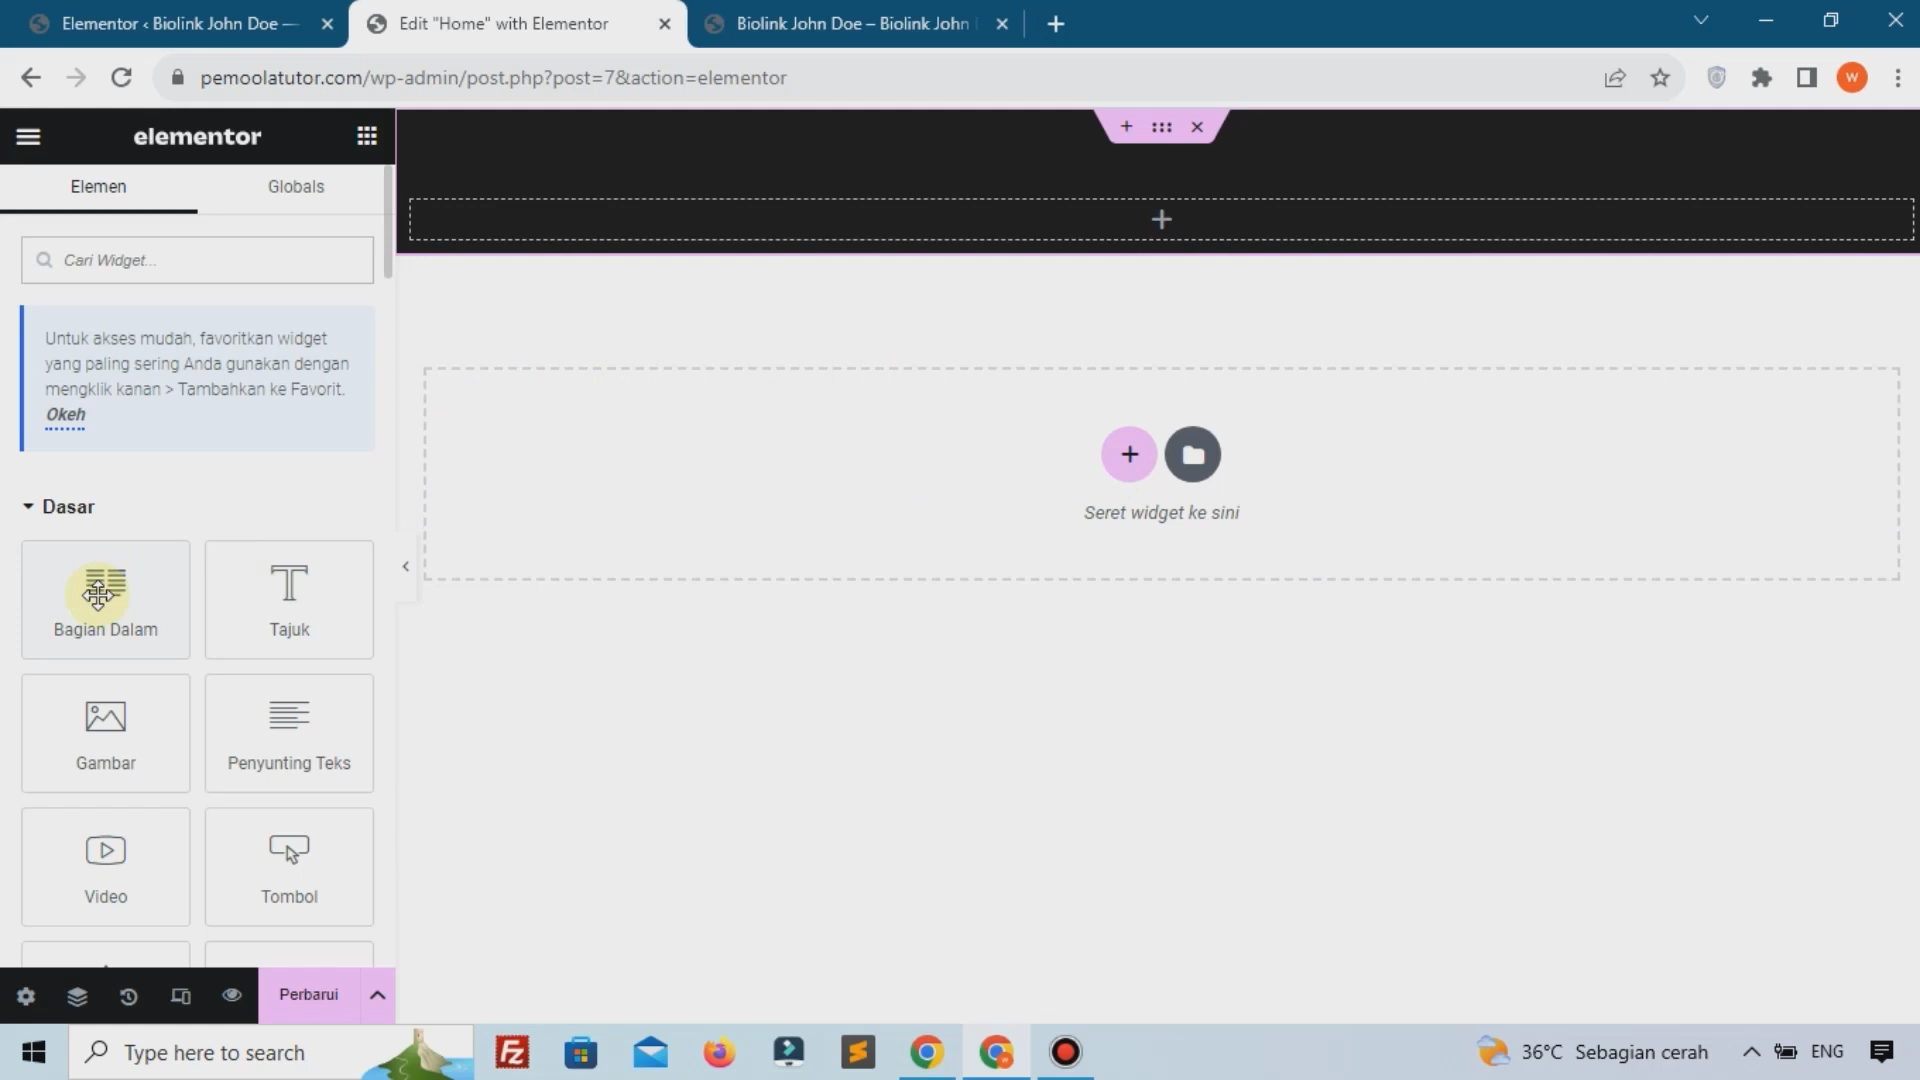 Elementor ‹ Biolink John Doe —
Edit "Home" with Elementor
Biolink John Doe – Biolink John
pemoolatutor.com/wp-admin/post.php?post=7&action=elementor
W
elementor
Elemen
Globals
Cari Widget...
Untuk akses mudah, favoritkan widget
yang paling sering Anda gunakan dengan
mengklik kanan > Tambahkan ke Favorit.
Okeh
Dasar
Bagian Dalam
Tajuk
Gambar
Penyunting Teks
Video
Tombol
Seret widget ke sini
Perbarui
Type here to search
Fz
36°C Sebagian cerah
ENG